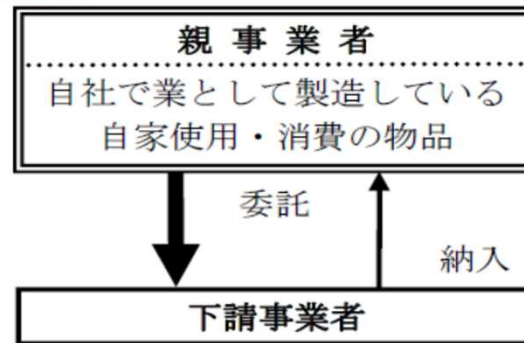 親事業者
自社で業として製造している
自家使用・消費の物品
委託
納入
下請事業者